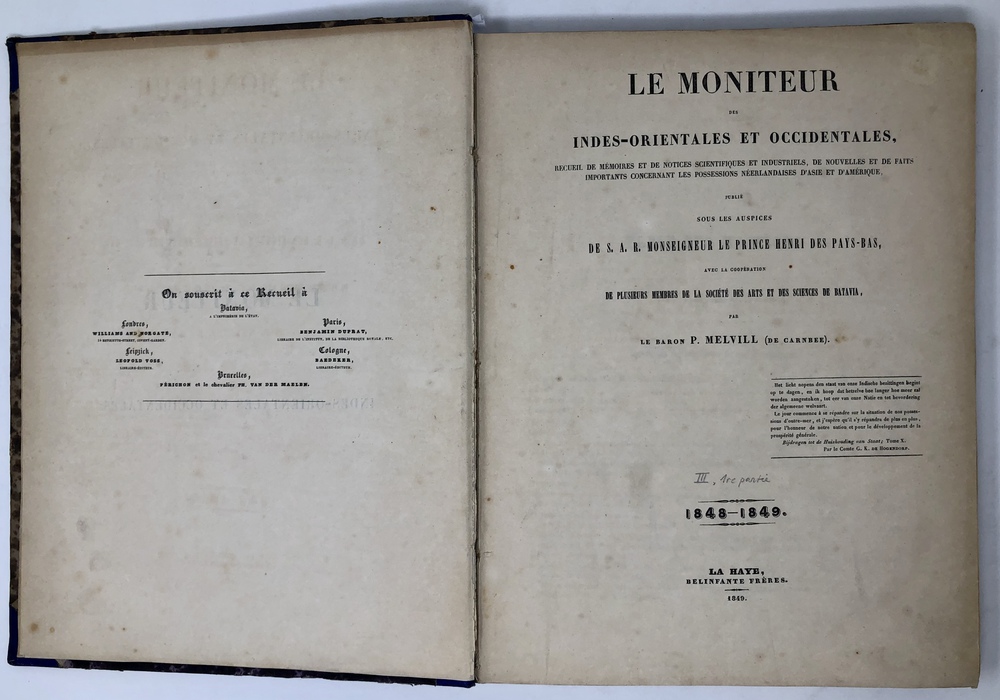 On souscrit à ce Recueil à
Batavia,
A L'IMPRIMERIE DE L'ÉTAT.
Londres,
WILLIAMS AND NORGATE,
14 HENRIETTA-STREET, COVENT-GARDEN.
Paris,
BENJAMIN DUPRAT,
LIBRAIRE DE L'INSTITUT, DE LA BIBLIOTHEQUE ROYALE, ETC.
Leipzick,
LEOPOLD VOSS,
LIBRAIRE-ÉDITEUR.
Cologne,
BAEDEKER,
LIBRAIRE-ÉDITEUR.
Bruxelles,
PÉRICHON et le chevalier PH. VAN DER MAELEN.
LE MONITEUR
DES
INDES-ORIENTALES ET OCCIDENTALES,
RECUEIL DE MÉMOIRES ET DE NOTICES SCIENTIFIQUES ET INDUSTRIELS, DE NOUVELLES ET DE FAITS
IMPORTANTS CONCERNANT LES POSSESSIONS NÉERLANDAISES D'ASIE ET D'AMÉRIQUE,
PUBLIÉ
SOUS LES AUSPICES
DE S. A. R. MONSEIGNEUR LE PRINCE HENRI DES PAYS-BAS,
AVEC LA COOPÉRATION
DE PLUSIEURS MEMBRES DE LA SOCIÉTÉ DES ARTS ET DES SCIENCES DE BATAVIA,
PAR
LE BARON P. MELVILL (DE CARNBEE).
Het licht nopens den staat van onze Indische bezittingen begint
op te dagen, en ik hoop dat hetzelve hoe langer hoe meer zal
worden aangestoken, tot eer van onze Natie en tot bevordering
der algemeene welvaart.
Le jour commence à se répandre sur la situation de nos posses-
sions d'outre-mer, et j'espère qu'il s'y répandra de plus en plus,
pour l'honneur de notre nation et pour le développement de la
prospérité générale.
Bijdragen tot de Huishouding van Staat; Tome X.
Par le Comte G. K. DE HOGENDORP.
III, 1re partie
1848—1849.
LA HAYE,
BELINFANTE FRÈRES.
1849.